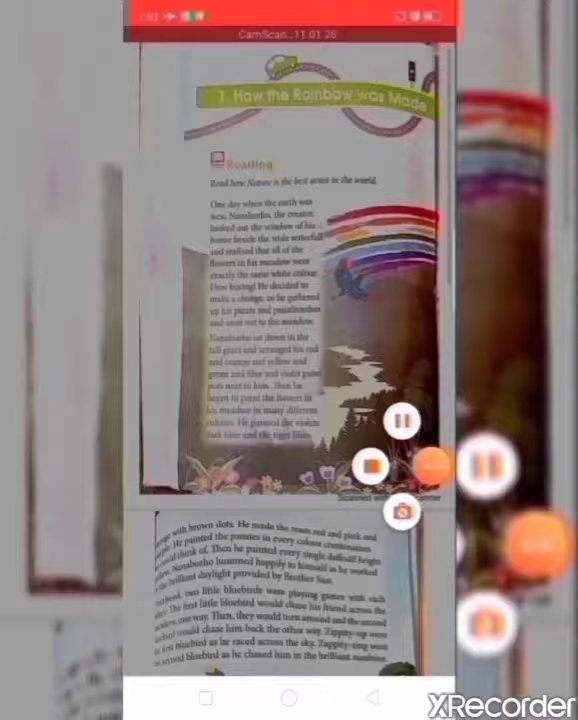 CamScan...11.01.26
1. How the Rainbow was Made
Reading
Read how Nature is the best artist in the world.
One day when the earth was
new, Nanabozho, the creator,
looked out the window of his
house beside the wide waterfall
and realised that all of the
flowers in his meadow were
exactly the same white colour.
How boring! He decided to
make a change, so he gathered
up his paints and paintbrushes
and went out to the meadow.
Nanabozho sat down in the
tall grass and arranged his red
and orange and yellow and
green and blue and violet paint
pots next to him. Then he
began to paint the flowers in
his meadow in many different
colours. He painted the violets
dark blue and the tiger lilies
Scanned with
with brown dots. He made the roses red and pink and
He painted the pansies in every colour combination
could think of. Then he painted every single daffodil bright
Nanabozho hummed happily to himself as he worked
the brilliant daylight provided by Brother Sun.
two little bluebirds were playing games with each
The first little bluebird would chase his friend across the
one way. Then, they would turn around and the second
would chase him back the other way. Zippity-zip went
first bluebird as he raced across the sky. Zippity-zing went
second bluebird as he chased him in the brilliant sunshine.
XRecorder